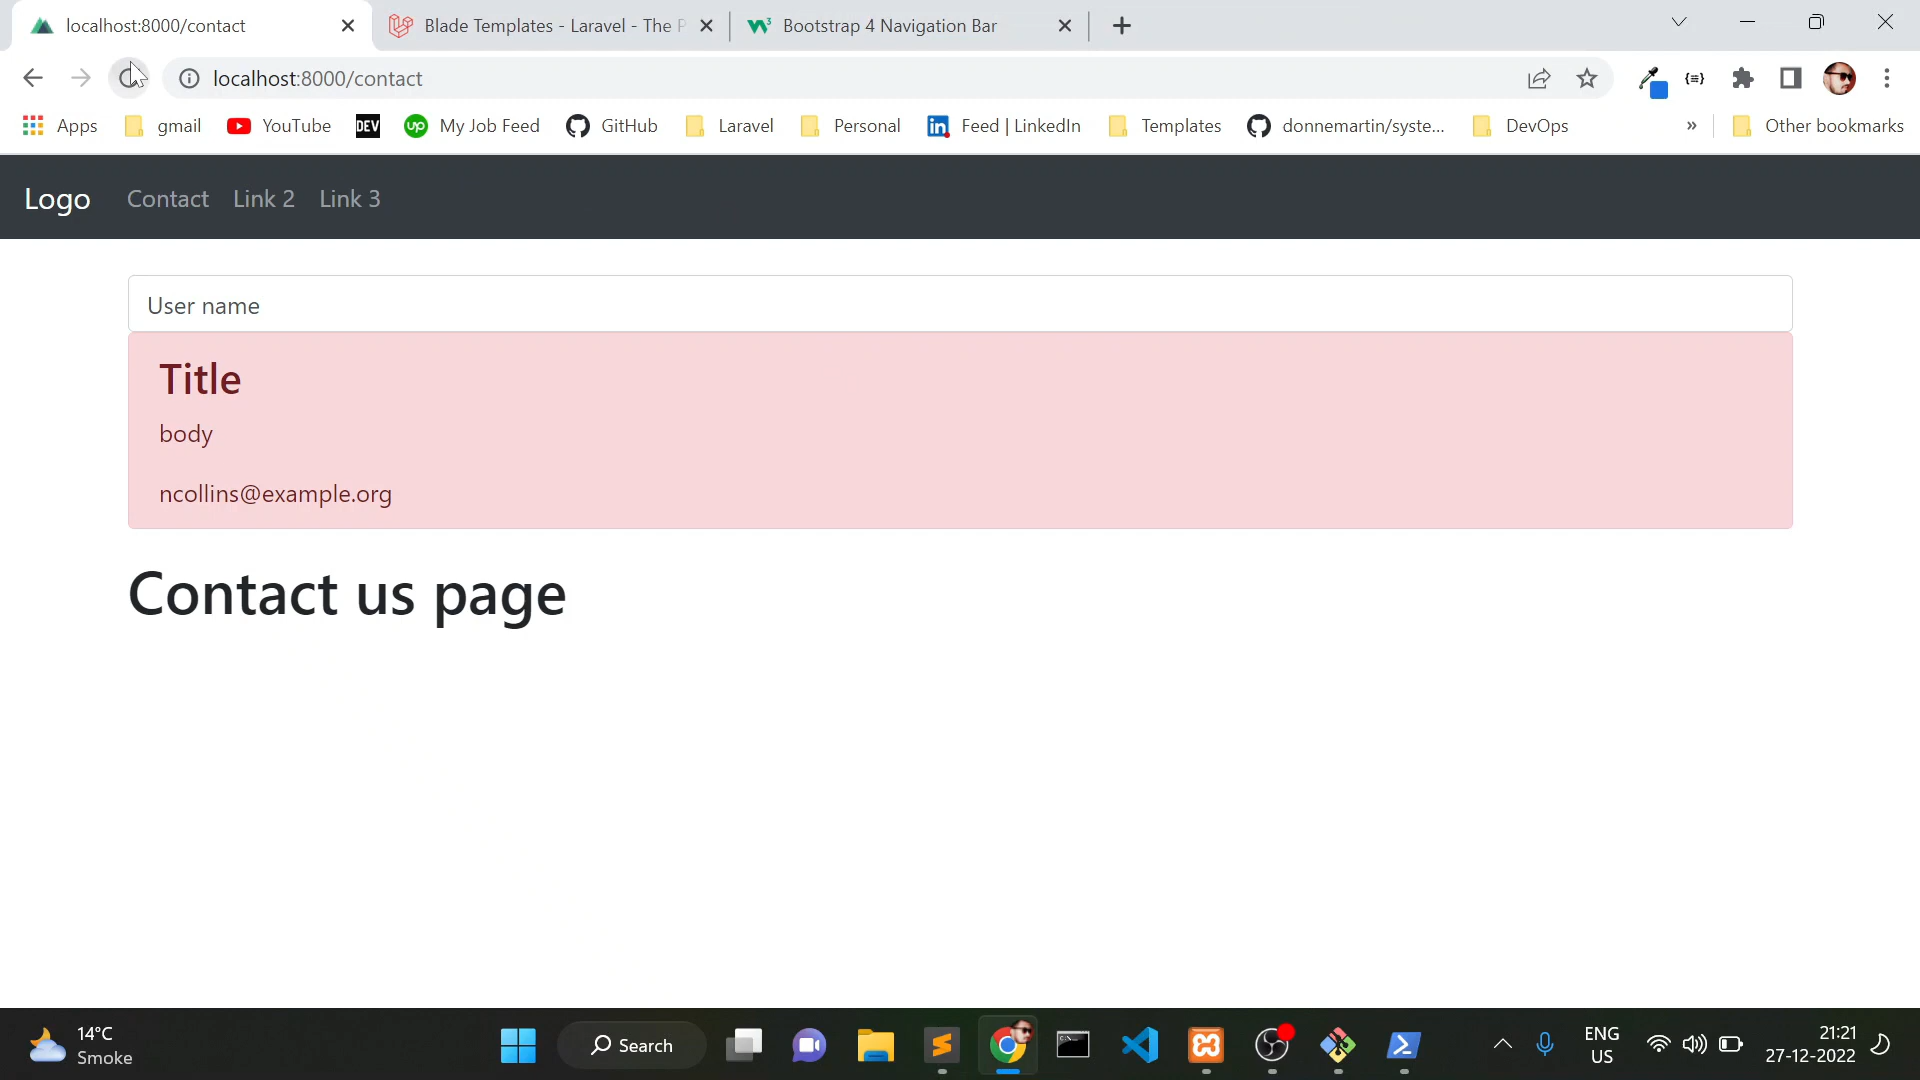 localhost:8000/contact
Blade Templates - Laravel - The P
Bootstrap 4 Navigation Bar
localhost:8000/contact
Apps
gmail
YouTube
DEV
up
My Job Feed
GitHub
Laravel
Personal
in
Feed | LinkedIn
Templates
donnemartin/syste...
DevOps
»
Other bookmarks
Logo
Contact
Link 2
Link 3
User name
Title
body
ncollins@example.org
Contact us page
14°C
Smoke
Search
ENG
US
21:21
27-12-2022